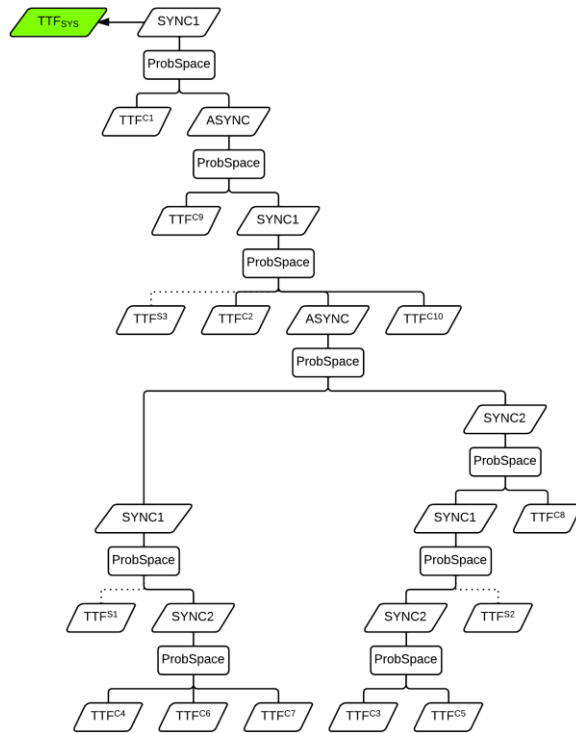 TTFSYS SYNC1
ProbSpace
TTFC1 ASYNC
ProbSpace
TTFC9 SYNC1
ProbSpace
TTFS3 TTFC2 ASYNC TTFC10
ProbSpace
SYNC2
ProbSpace
SYNC1 SYNC1 TTFC8
ProbSpace ProbSpace
TTFS1 SYNC2 SYNC2 TTFS2
ProbSpace ProbSpace
TTFC4 TTFC6 TTFC7 TTFC3 TTFC5